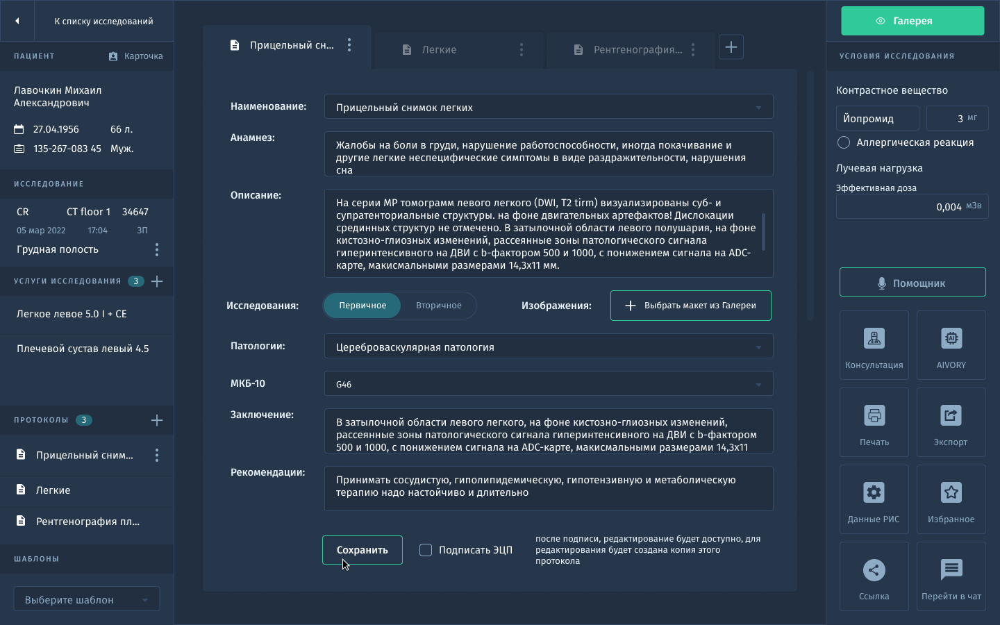 К списку исследований
ПАЦИЕНТ
Карточка
Лавочкин Михаил
Александрович
27.04.1956
66 л.
135-267-083 45
Муж.
ИССЛЕДОВАНИЕ
CR
CT floor 1
34647
05 мар 2022
17:04
ЗП
Грудная полость
УСЛУГИ ИССЛЕДОВАНИЯ
3
Легкое левое 5.0 I + CE
Плечевой сустав левый 4.5
ПРОТОКОЛЫ
3
Прицельный сним...
Легкие
Рентгенография пл...
ШАБЛОНЫ
Выберите шаблон
Прицельный сн...
Легкие
Рентгенография...
Наименование:
Прицельный снимок легких
Анамнез:
Жалобы на боли в груди, нарушение работоспособности, иногда покачивание и
другие легкие неспецифические симптомы в виде раздражительности, нарушения
сна
Описание:
На серии МР томограмм левого легкого (DWI, T2 tirm) визуализированы суб- и
супратенториальные структуры. на фоне двигательных артефактов! Дислокации
срединных структур не отмечено. В затылочной области левого полушария, на фоне
кистозно-глиозных изменений, рассеянные зоны патологического сигнала
гиперинтенсивного на ДВИ с b-фактором 500 и 1000, с понижением сигнала на ADC-
карте, макисмальными размерами 14,3х11 мм.
Исследования:
Первичное
Вторичное
Изображения:
Выбрать макет из Галереи
Патологии:
Цереброваскулярная патология
МКБ-10
G46
Заключение:
В затылочной области левого легкого, на фоне кистозно-глиозных изменений,
рассеянные зоны патологического сигнала гиперинтенсивного на ДВИ с b-фактором
500 и 1000, с понижением сигнала на ADC-карте, макисмальными размерами 14,3х11
Рекомендации:
Принимать сосудистую, гиполипидемическую, гипотензивную и метаболическую
терапию надо настойчиво и длительно
Сохранить
Подписать ЭЦП
после подписи, редактирование будет доступно, для
редактирования будет создана копия этого
протокола
Галерея
УСЛОВИЯ ИССЛЕДОВАНИЯ
Контрастное вещество
Йопромид
3 мг
Аллергическая реакция
Лучевая нагрузка
Эффективная доза
0,004 мЗв
Помощник
Консультация
AI
AIVORY
Печать
Экспорт
Данные РИС
Избранное
Ссылка
Перейти в чат